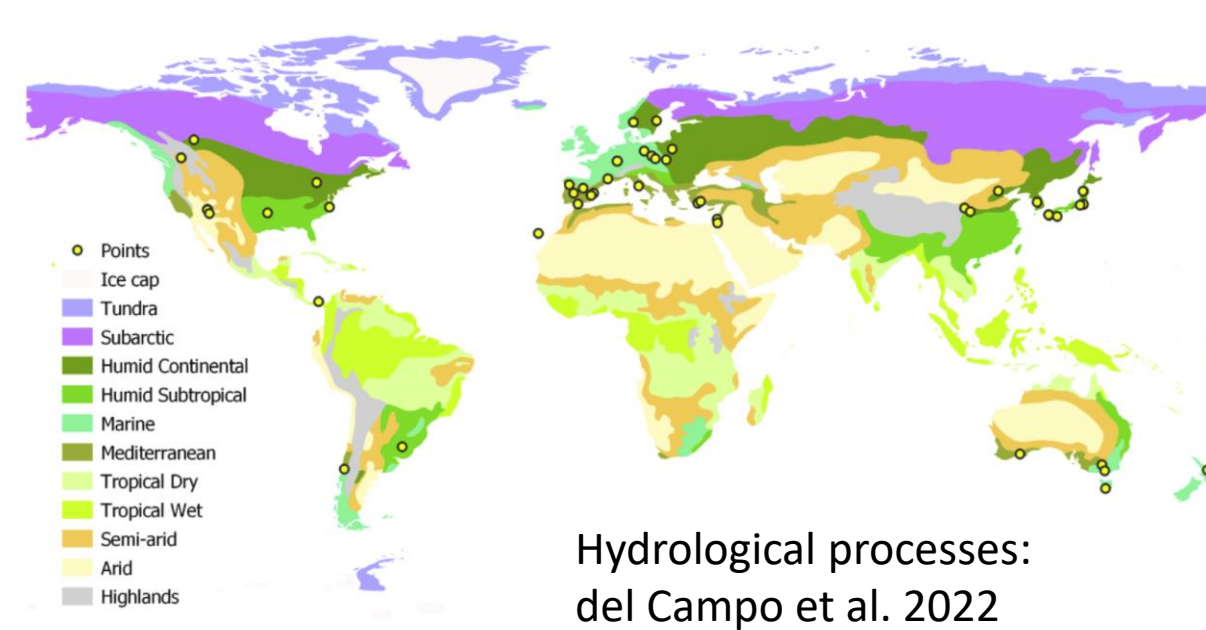 Points
Ice cap
Tundra
Subarctic
Humid Continental
Humid Subtropical
Marine
Mediterranean
Tropical Dry
Tropical Wet
Semi-arid
Arid
Highlands
Hydrological processes:
del Campo et al. 2022